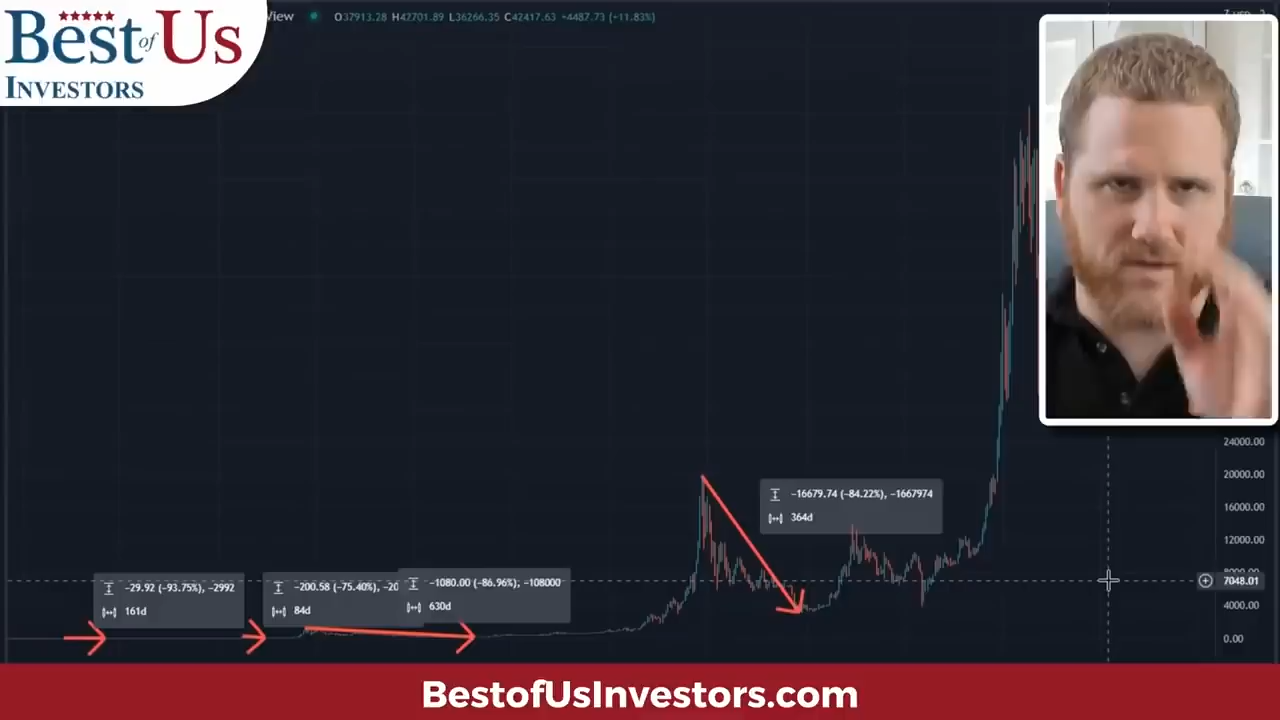 Best of Us
INVESTORS
View
O37913.28 H42701.89 L36266.35 C42417.63 +4487.73 (+11.83%)
24000.00
20000.00
16000.00
12000.00
7048.01
4000.00
0.00
−16679.74 (−84.22%), −1667974
364d
−29.92 (−93.75%), −2992
161d
−200.58 (−75.40%), −20
84d
−1080.00 (−86.96%), −108000
630d
BestofUsInvestors.com